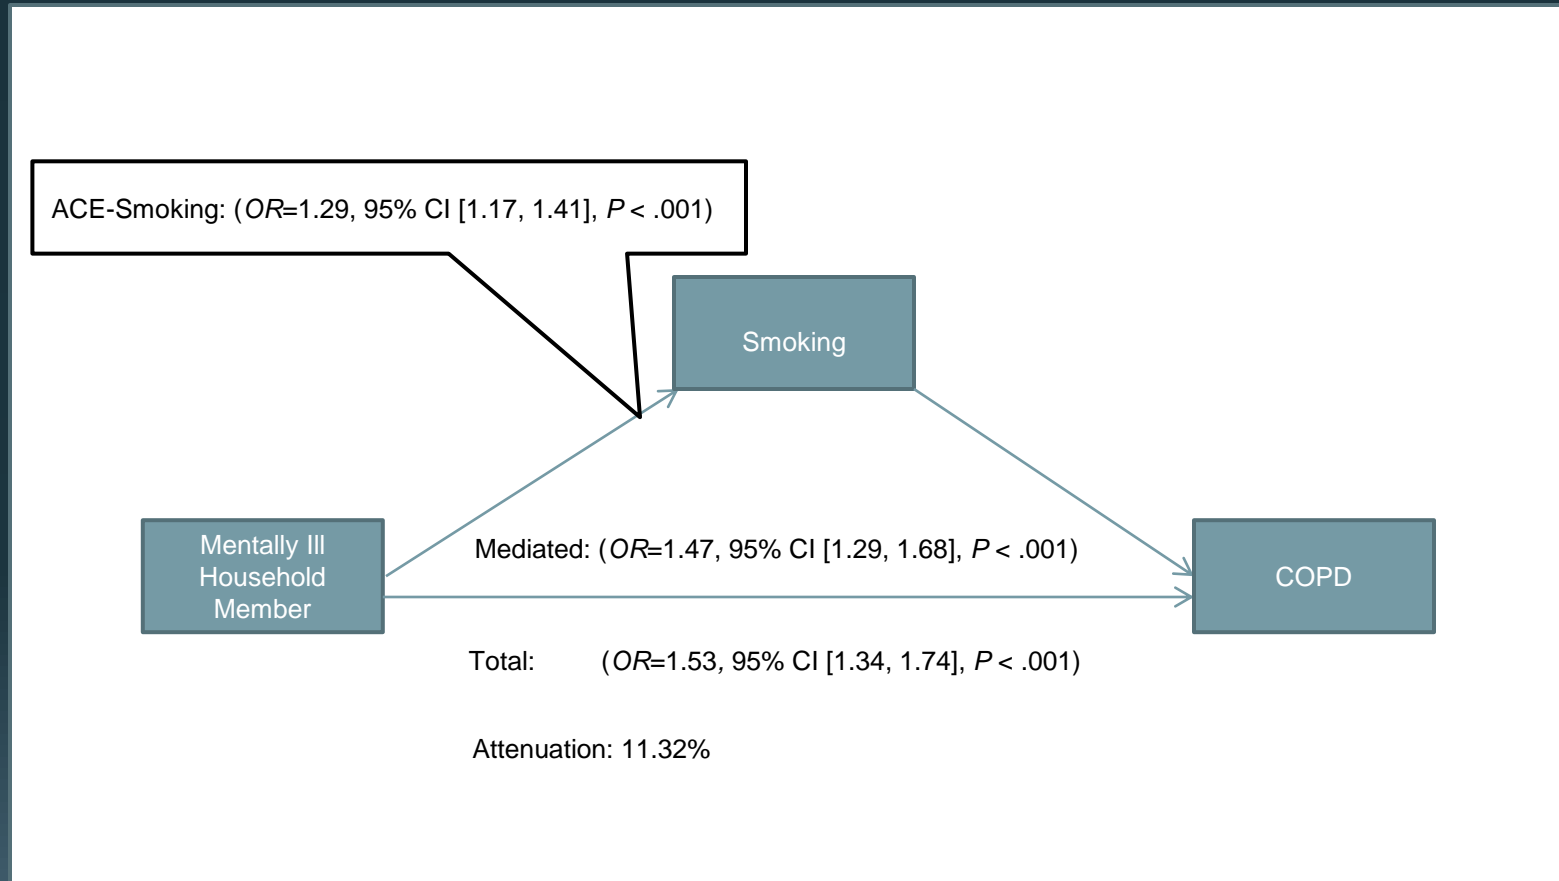 ACE-Smoking: (OR=1.29, 95% CI [1.17, 1.41], P < .001)
Smoking
Mentally Ill
Household
Member
Mediated: (OR=1.47, 95% CI [1.29, 1.68], P < .001)
COPD
Total: (OR=1.53, 95% CI [1.34, 1.74], P < .001)
Attenuation: 11.32%